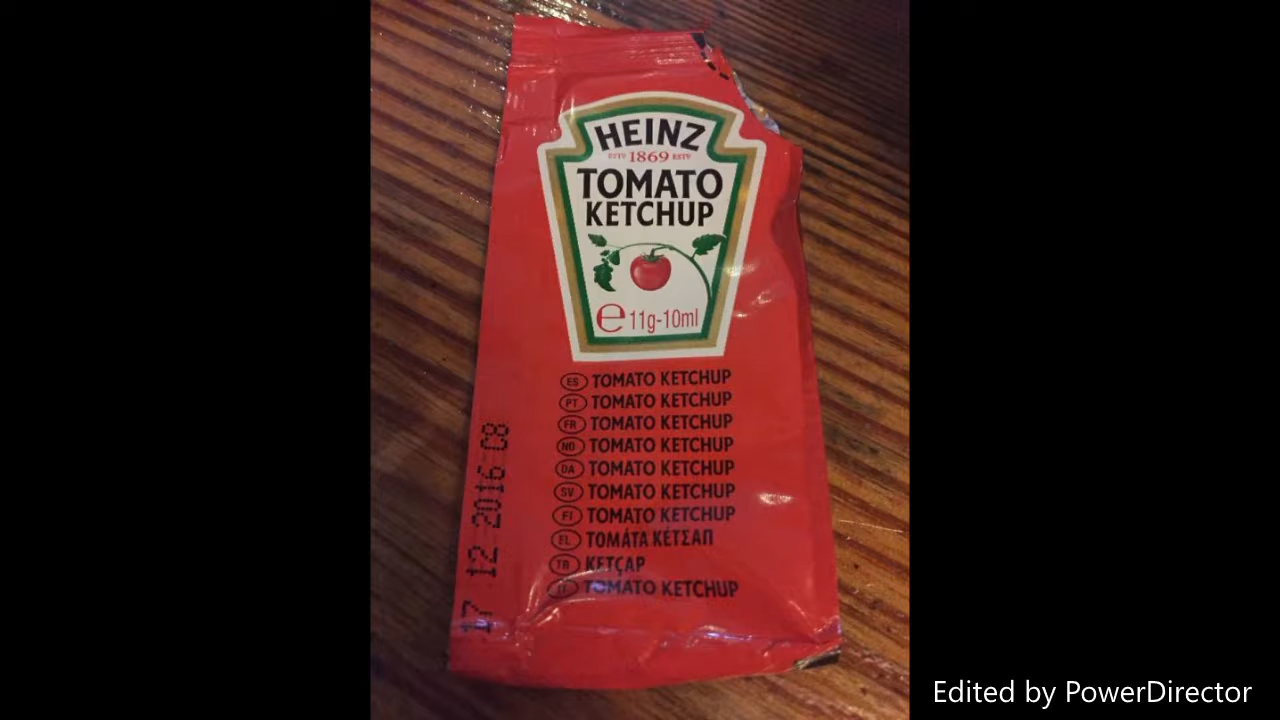 HEINZ
ESTD 1869 ESTD
TOMATO
KETCHUP
e 11g-10ml
ES TOMATO KETCHUP
PT TOMATO KETCHUP
FR TOMATO KETCHUP
NO TOMATO KETCHUP
DA TOMATO KETCHUP
SV TOMATO KETCHUP
FI TOMATO KETCHUP
EL ΤΟΜΆΤΑ ΚΈΤΣΑΠ
TR KETÇAP
IT TOMATO KETCHUP
17 12 2016 C8
Edited by PowerDirector